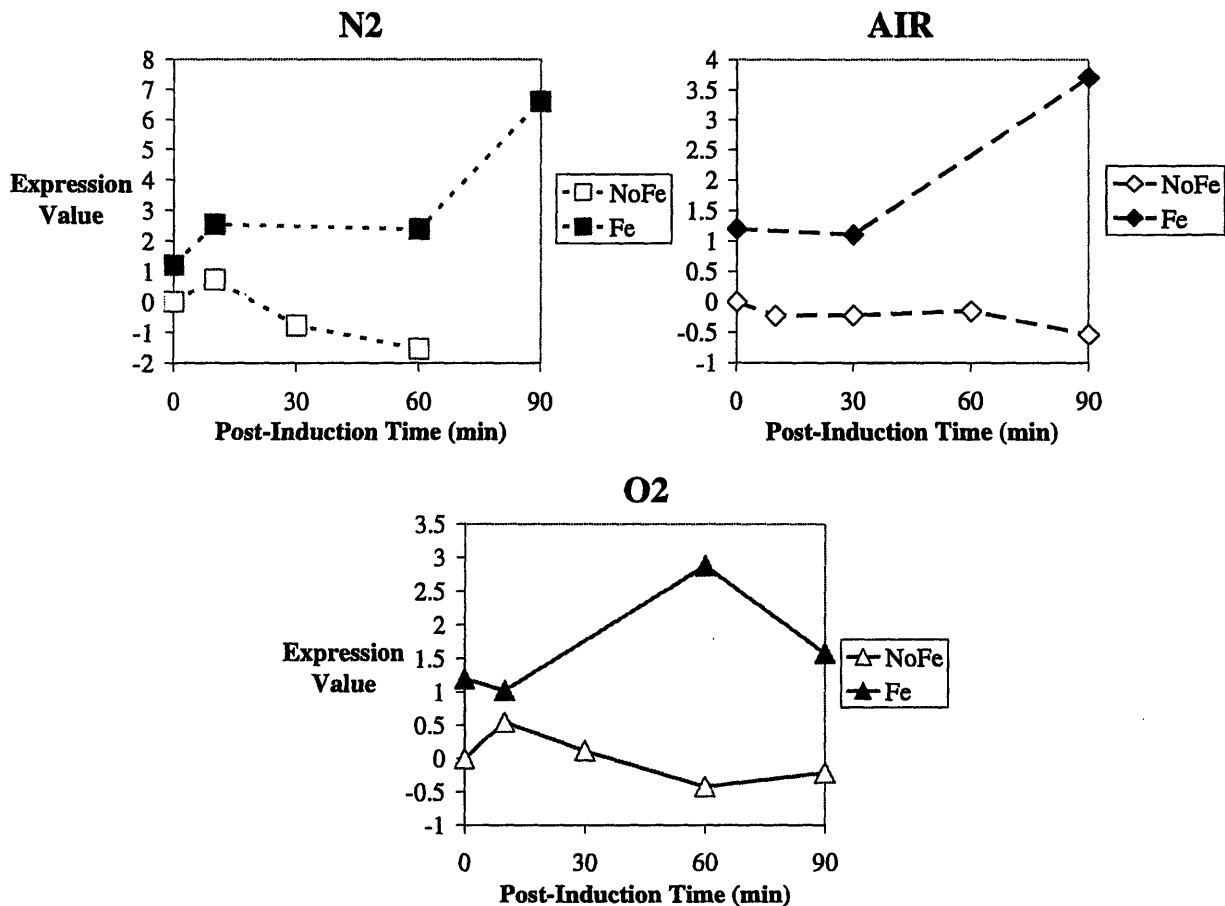 N2
8
7
6
5
4
3
2
1
0
-1
-2
Expression
Value
0 30 60 90
Post-Induction Time (min)
NoFe
Fe
AIR
4
3.5
3
2.5
2
1.5
1
0.5
0
-0.5
-1
0 30 60 90
Post-Induction Time (min)
NoFe
Fe
O2
3.5
3
2.5
2
1.5
1
0.5
0
-0.5
-1
Expression
Value
0 30 60 90
Post-Induction Time (min)
NoFe
Fe